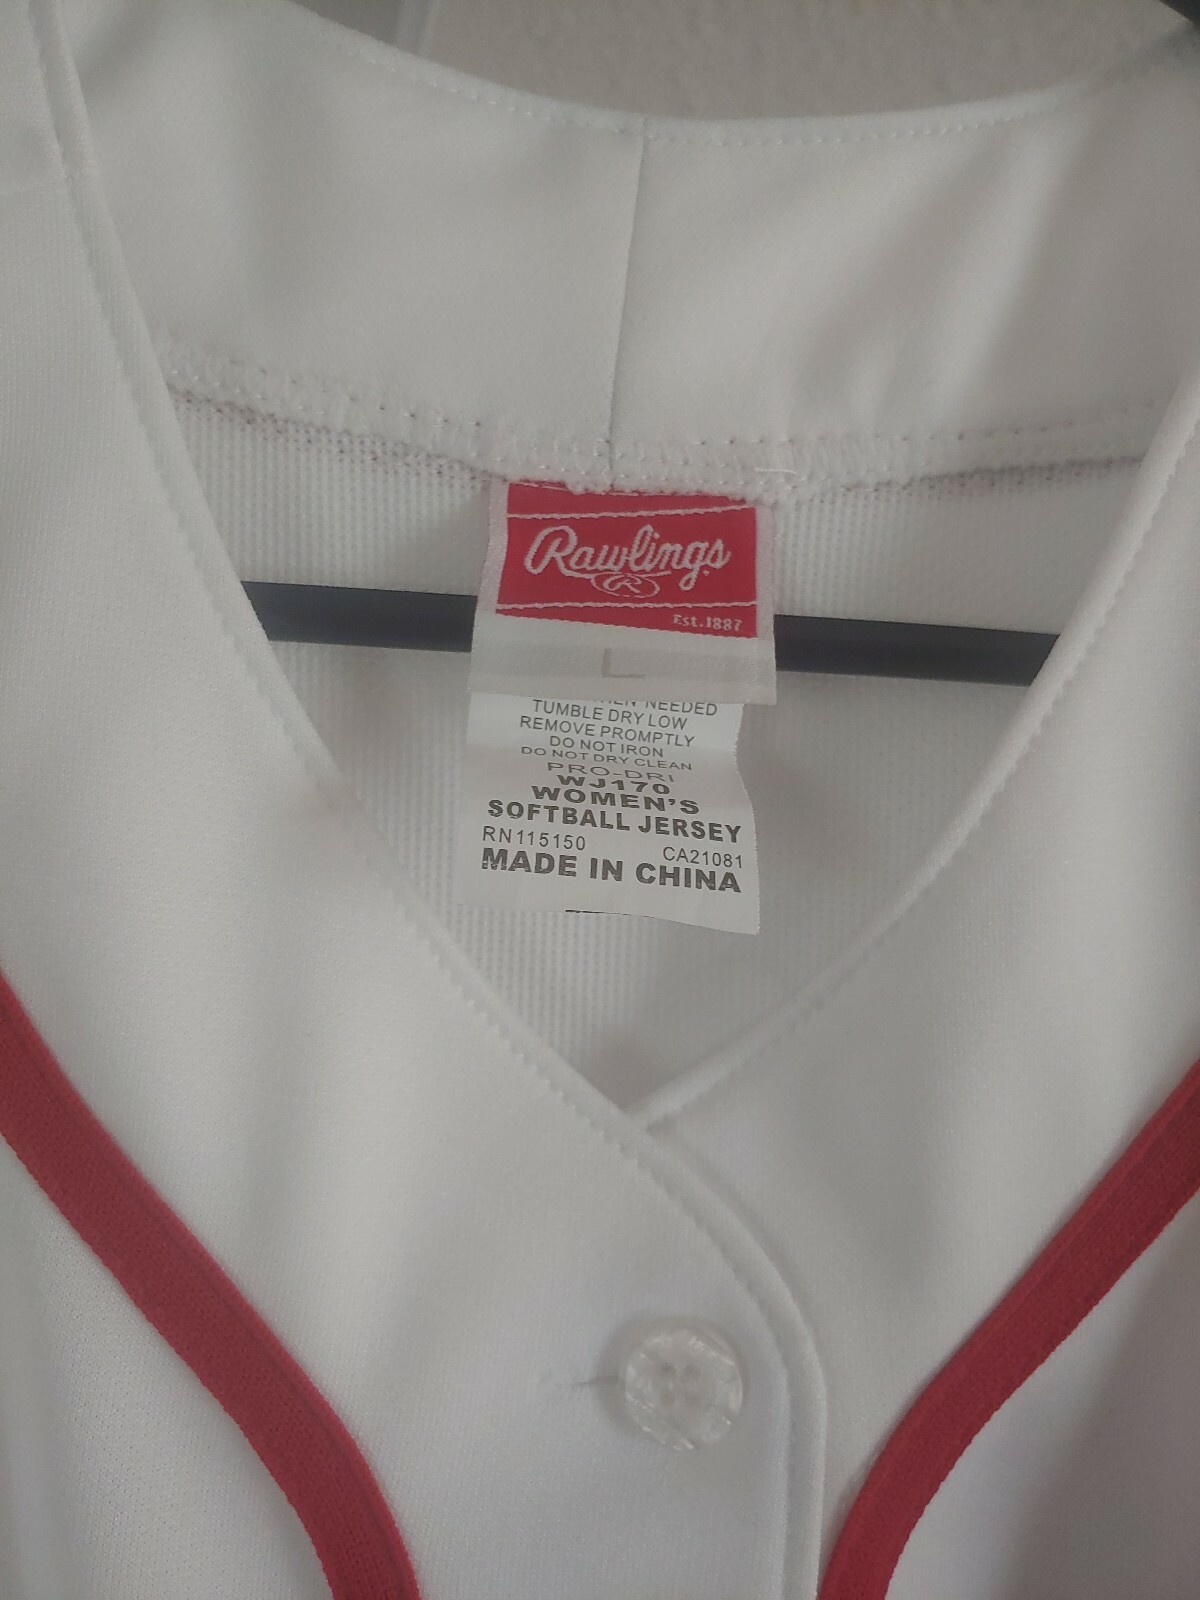 Rawlings
R
Est.1887
L
NEEDED
TUMBLE DRY LOW
REMOVE PROMPTLY
DO NOT IRON
DO NOT DRY CLEAN
PRO-DRI
WJ170
WOMEN'S
SOFTBALL JERSEY
RN115150 CA21081
MADE IN CHINA